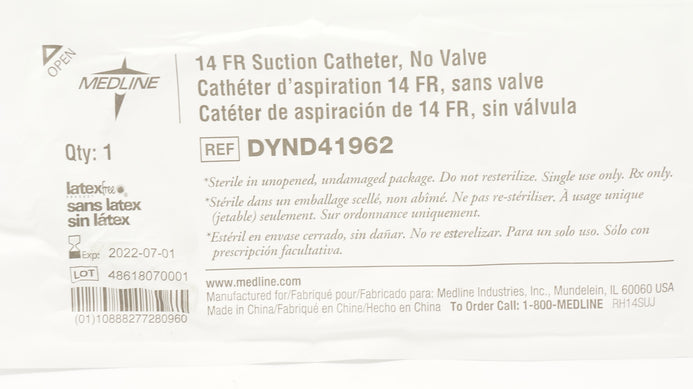 OPEN
MEDLINE
14 FR Suction Catheter, No Valve
Cathéter d'aspiration 14 FR, sans valve
Catéter de aspiración de 14 FR, sin válvula
REF DYND41962
Qty: 1
*Sterile in unopened, undamaged package. Do not resterilize. Single use only. Rx only.
*Stérile dans un emballage scellé, non abîmé. Ne pas re-stériliser. À usage unique
(jetable) seulement. Sur ordonnance uniquement.
*Estéril en envase cerrado, sin dañar. No re esterelizar. Para un solo uso. Sólo con
prescripción facultativa.
latexfree
PRODUCT
sans latex
sin látex
Exp: 2022-07-01
LOT 48618070001
(01)10888277280960
www.medline.com
Manufactured for/Fabriqué pour/Fabricado para: Medline Industries, Inc., Mundelein, IL 60060 USA
Made in China/Fabriqué en Chine/Hecho en China To Order Call: 1-800-MEDLINE RH14SUJ